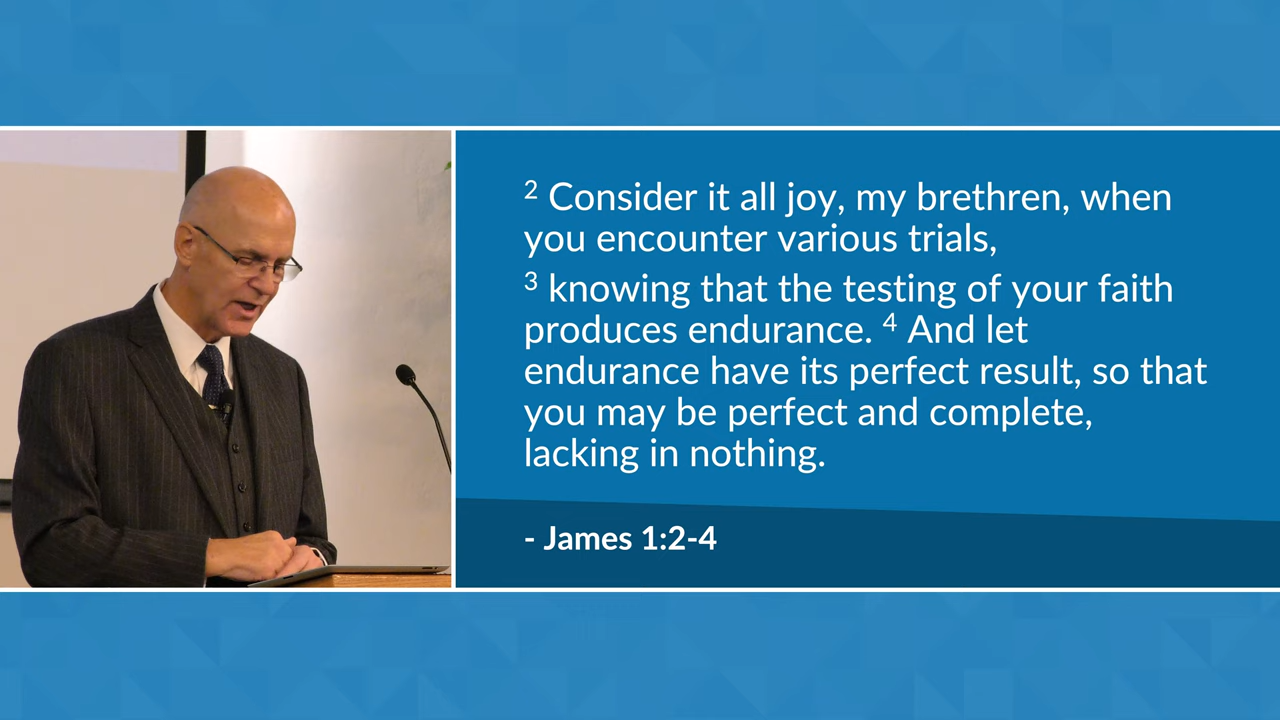 2 Consider it all joy, my brethren, when
you encounter various trials,
3 knowing that the testing of your faith
produces endurance. 4 And let
endurance have its perfect result, so that
you may be perfect and complete,
lacking in nothing.
- James 1:2-4